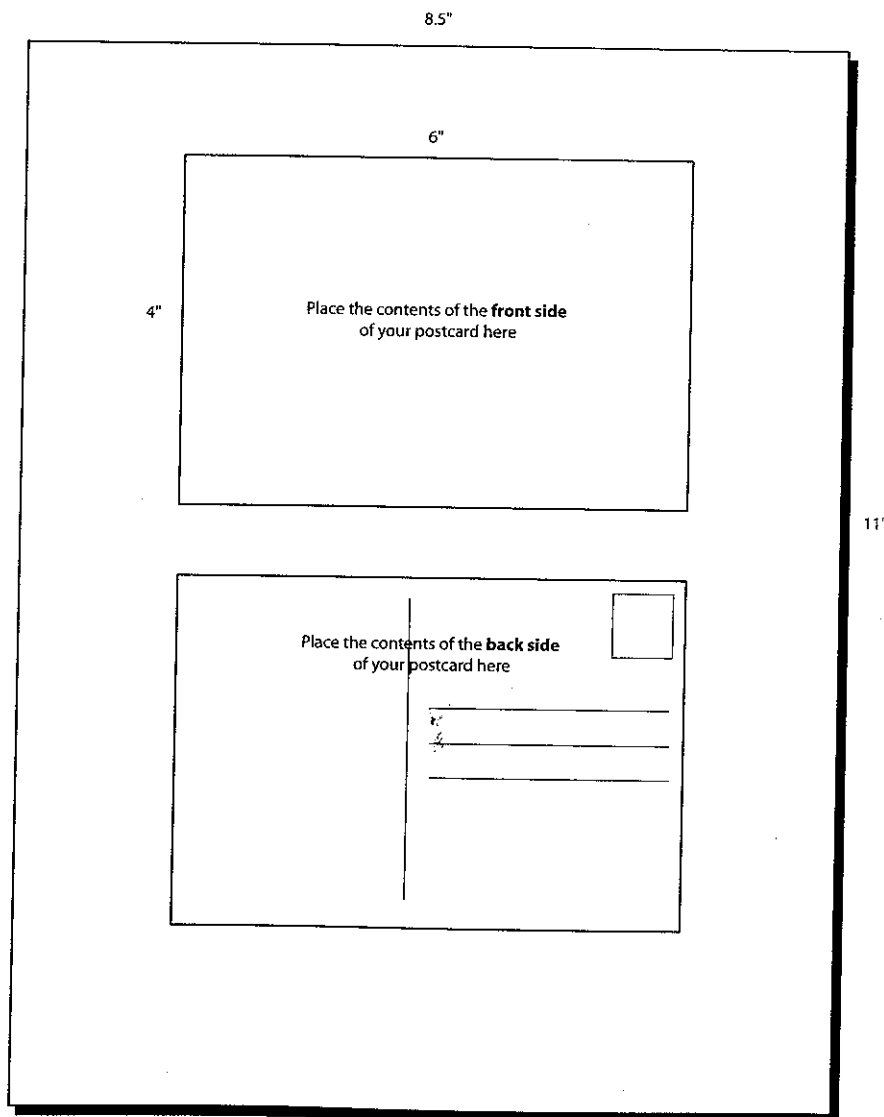 8.5"
6"
4"
Place the contents of the front side
of your postcard here
11"
Place the contents of the back side
of your postcard here